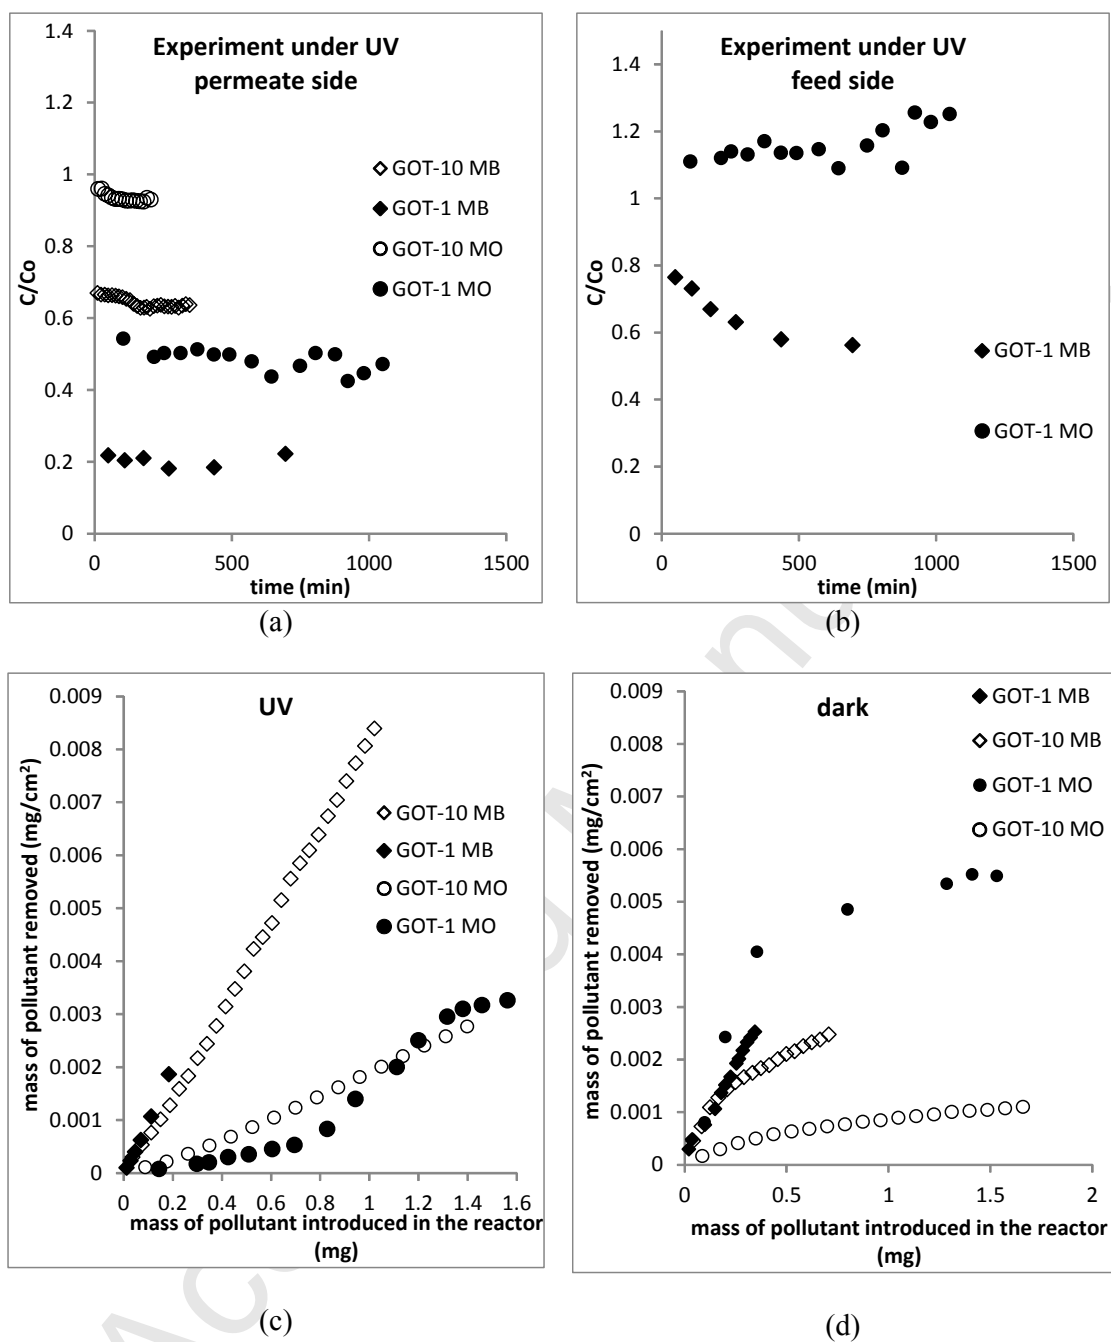 Experiment under UV
permeate side
1.4
1.2
1
0.8
0.6
0.4
0.2
0
C/Co
GOT-10 MB
GOT-1 MB
GOT-10 MO
GOT-1 MO
0 500 1000 1500
time (min)
(a)
Experiment under UV
feed side
1.4
1.2
1
0.8
0.6
0.4
0.2
0
C/Co
GOT-1 MB
GOT-1 MO
0 500 1000 1500
time (min)
(b)
UV
0.009
0.008
0.007
0.006
0.005
0.004
0.003
0.002
0.001
0
mass of pollutant removed (mg/cm²)
GOT-10 MB
GOT-1 MB
GOT-10 MO
GOT-1 MO
0 0.2 0.4 0.6 0.8 1 1.2 1.4 1.6
mass of pollutant introduced in the reactor
(mg)
(c)
dark
0.009
0.008
0.007
0.006
0.005
0.004
0.003
0.002
0.001
0
mass of pollutant removed (mg/cm²)
GOT-1 MB
GOT-10 MB
GOT-1 MO
GOT-10 MO
0 0.5 1 1.5 2
mass of pollutant introduced in the reactor
(mg)
(d)